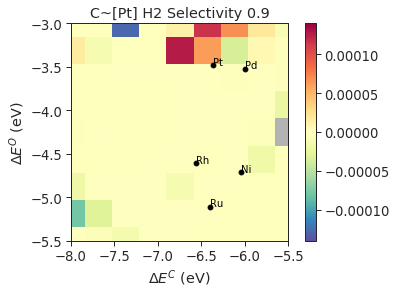 C~[Pt] H2 Selectivity 0.9
−3.0
−3.5
−4.0
−4.5
−5.0
−5.5
ΔE^O (eV)
Pt
Pd
Rh
Ni
Ru
−8.0 −7.5 −7.0 −6.5 −6.0 −5.5
ΔE^C (eV)
0.00010
0.00005
0.00000
−0.00005
−0.00010